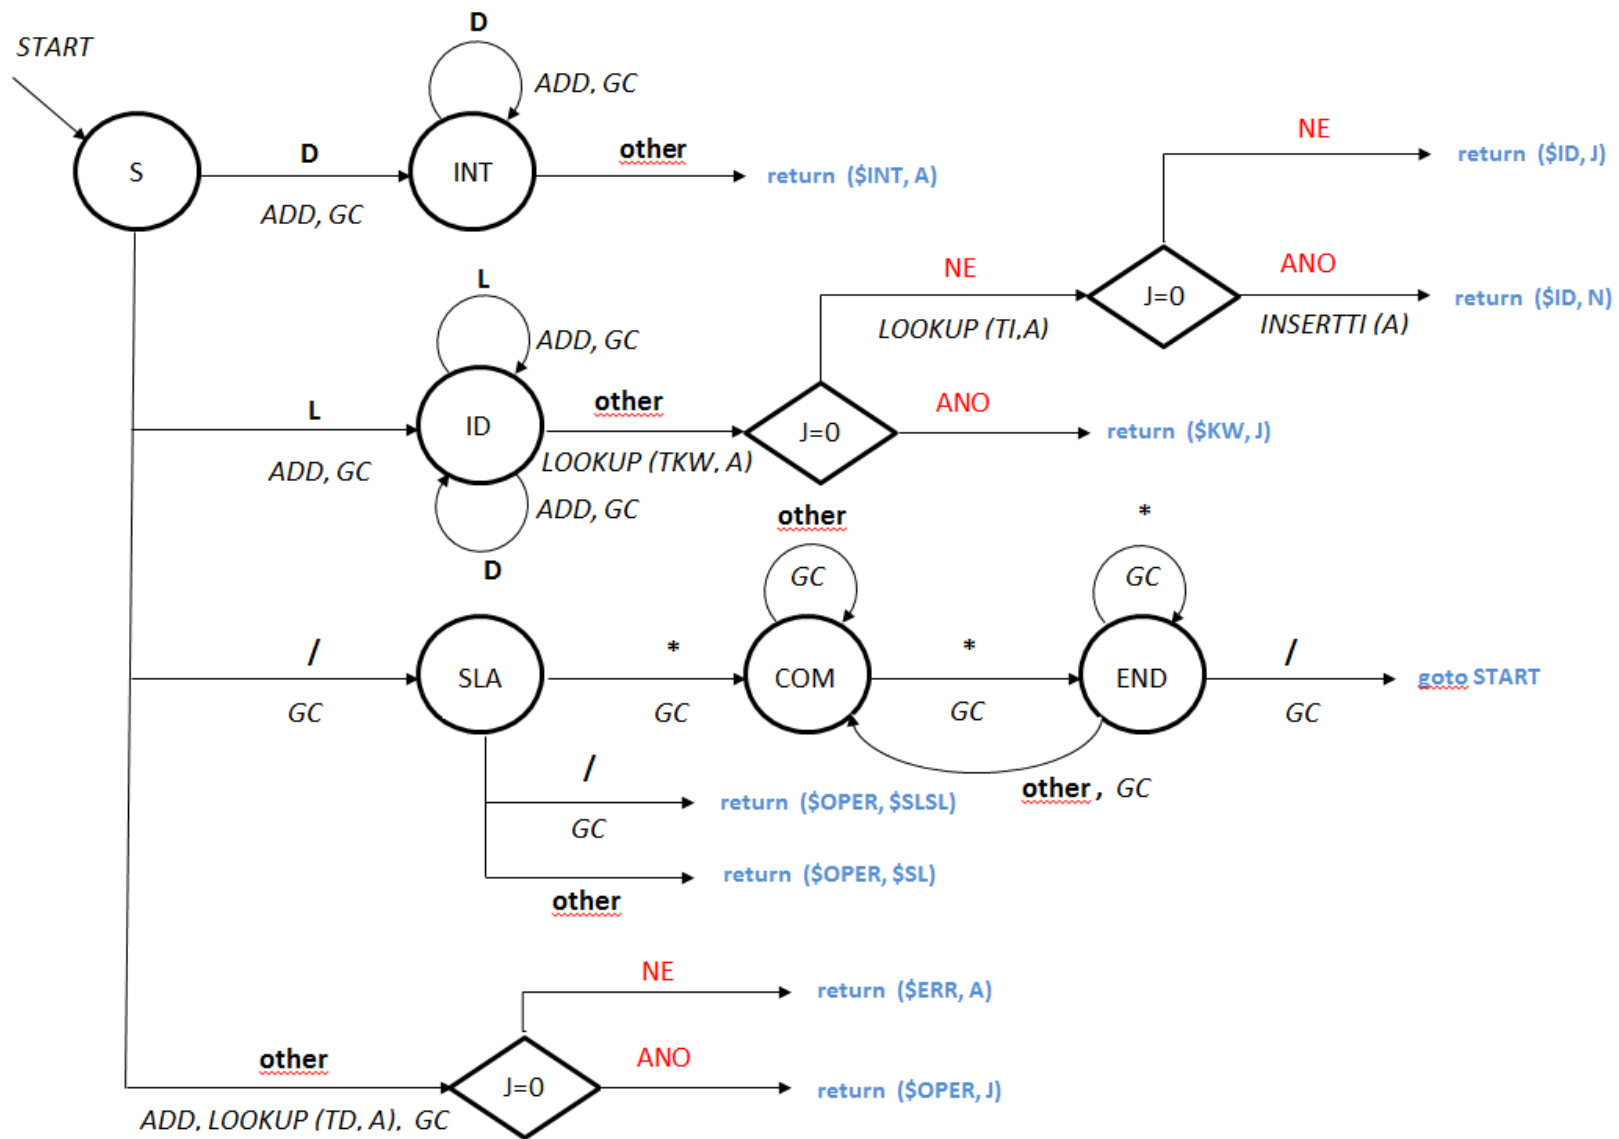 START
D
ADD, GC
S
D
ADD, GC
INT
other
return ($INT, A)
NE
return ($ID, J)
L
ADD, GC
L
ADD, GC
ID
ADD, GC
D
other
LOOKUP (TKW, A)
J=0
NE
LOOKUP (TI,A)
J=0
ANO
INSERTTI (A)
return ($ID, N)
ANO
return ($KW, J)
/
GC
SLA
*
GC
other
GC
COM
*
GC
*
GC
END
/
GC
goto START
other, GC
/
GC
return ($OPER, $SLSL)
other
return ($OPER, $SL)
other
ADD, LOOKUP (TD, A), GC
J=0
NE
return ($ERR, A)
ANO
return ($OPER, J)